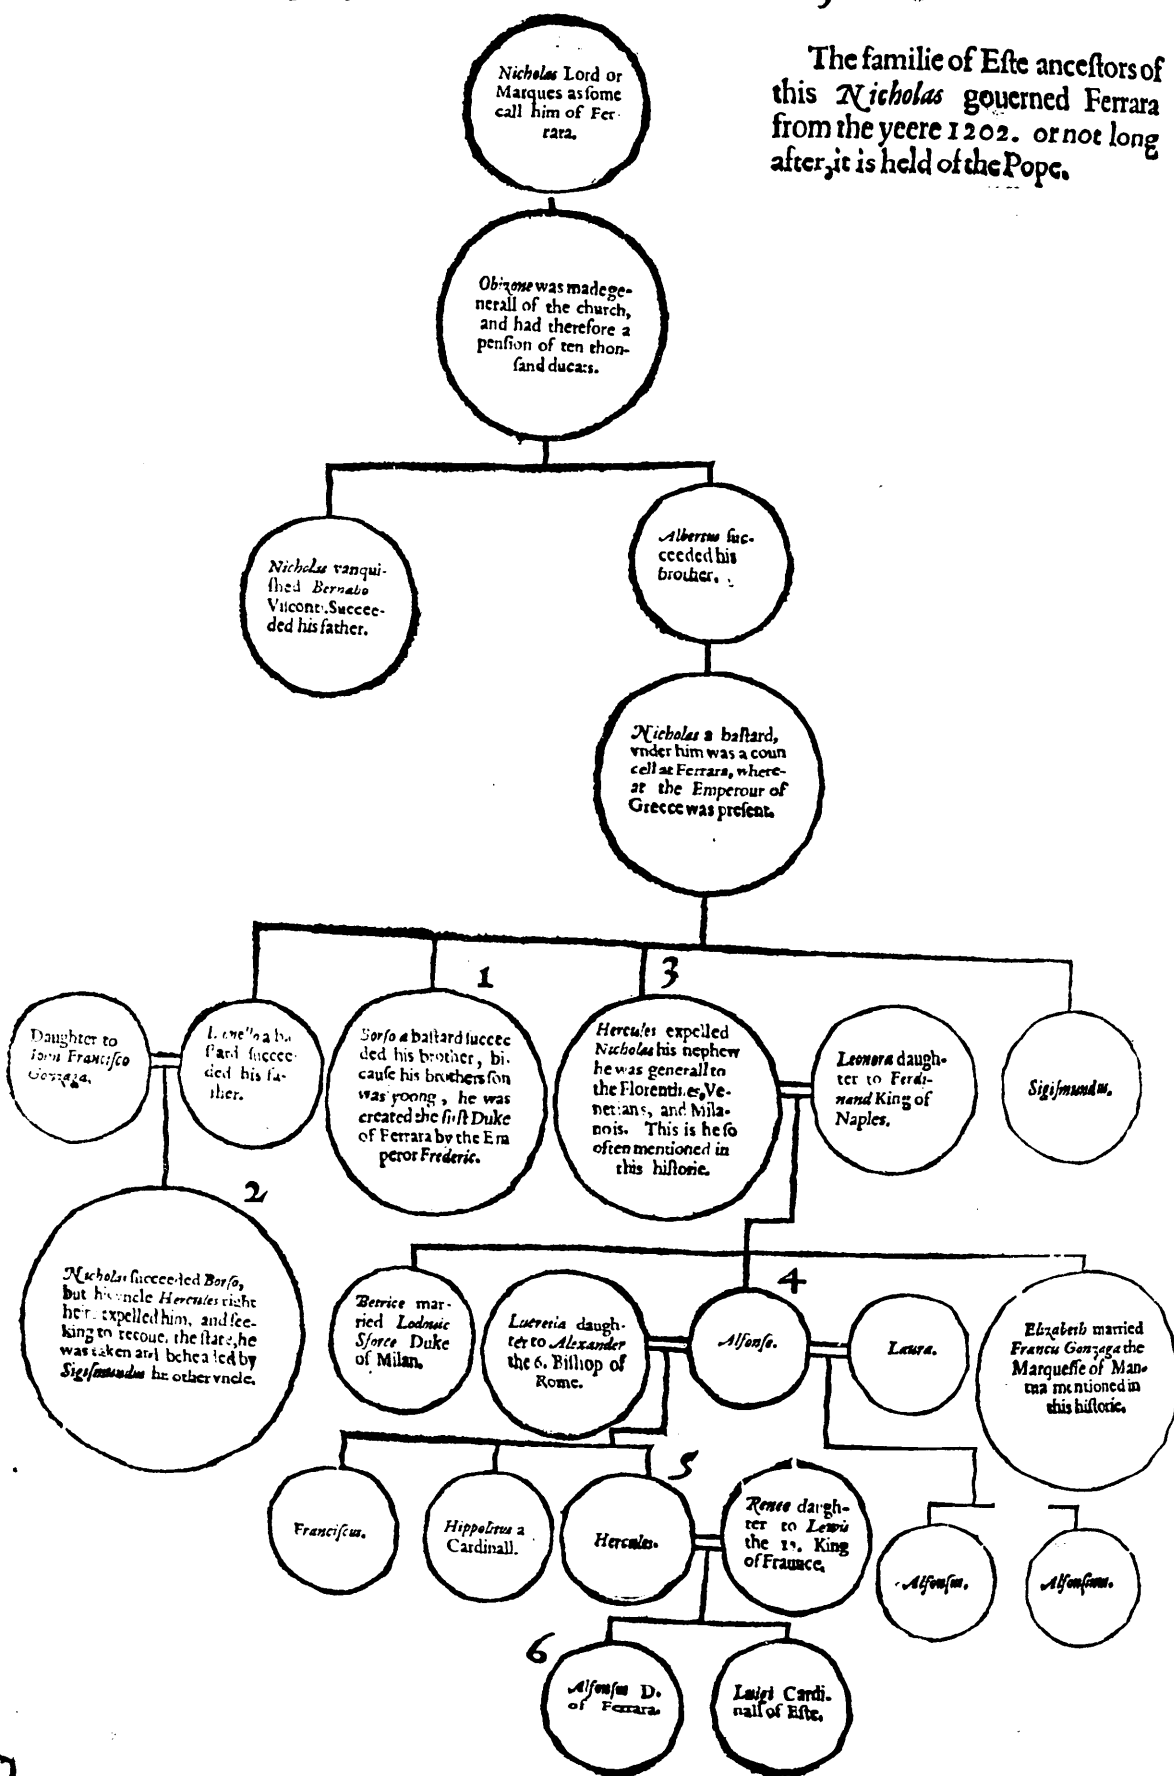 The familie of Eſte anceſtors of
this Nicholas gouerned Ferrara
from the yeere 1202. or not long
after, it is held of the Pope.
Nicholas Lord or
Marques as ſome
call him of Fer-
rara.
Obizone was made ge-
nerall of the church,
and had therefore a
penſion of ten thou-
ſand ducats.
Nicholas vanqui-
ſhed Bernabo
Viſcont. Succee-
ded his father.
Albertus ſuc-
ceeded his
brother.
Nicholas a baſtard,
vnder him was a coun
cell at Ferrara, where-
at the Emperour of
Greece was preſent.
1
3
Daughter to
Franciſco
Gonzaga.
a ba
ſtard ſuccee-
ded his fa-
ther.
Borſo a baſtard ſuccee
ded his brother, bi-
cauſe his brothers ſon
was yoong, he was
created the firſt Duke
of Ferrara by the Em
peror Frederic.
Hercules expelled
Nicholas his nephew
he was generall to
the Florentines, Ve-
netians, and Mila-
nois. This is he ſo
often mentioned in
this hiſtorie.
Leonora daugh-
ter to Ferdi-
nand King of
Naples.
Sigiſmundus.
2
Nicholas ſucceeded Borſo,
but his vncle Hercules right
heire expelled him, and ſee-
king to recouer the ſtate, he
was taken and beheaded by
Sigiſmundus his other vncle.
4
Betrice mar-
ried Lodouic
Sforce Duke
of Milan.
Lucretia daugh-
ter to Alexander
the 6. Biſhop of
Rome.
Alfonſo.
Laura.
Elizabeth married
Francis Gonzaga the
Marqueſſe of Man-
tua mentioned in
this hiſtorie.
5
Franciſcus.
Hippolitus a
Cardinall.
Hercules.
Renee daugh-
ter to Lewis
the King
of Fraunce.
Alfonſus.
Alfonſinus.
6
Alfonſus D.
of Ferrara.
Luigi Cardi-
nall of Eſte.